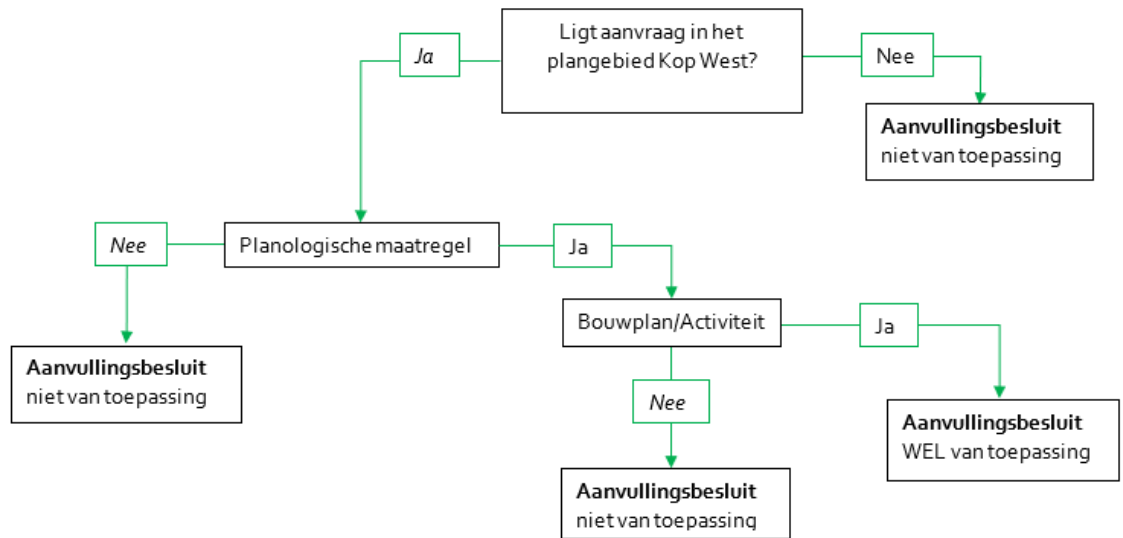 Ligt aanvraag in het
plangebied Kop West?
Ja
Nee
Aanvullingsbesluit
niet van toepassing
Nee
Planologische maatregel
Ja
Bouwplan/Activiteit
Ja
Aanvullingsbesluit
niet van toepassing
Nee
Aanvullingsbesluit
WEL van toepassing
Aanvullingsbesluit
niet van toepassing